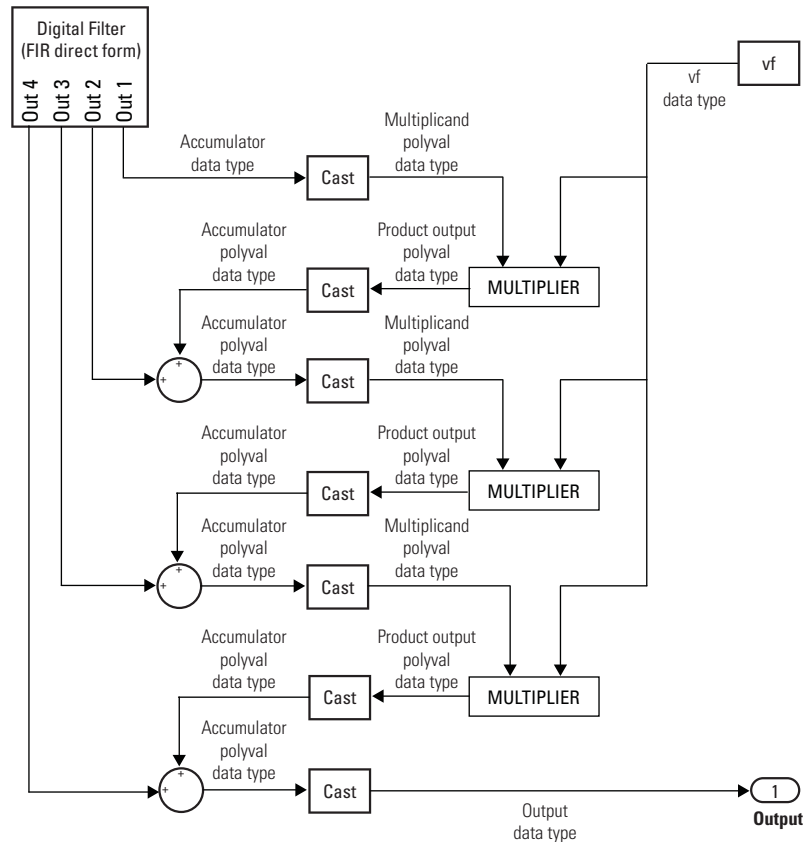 Digital Filter
(FIR direct form)
Out 4
Out 3
Out 2
Out 1
vf
vf
data type
Accumulator
data type
Cast
Multiplicand
polyval
data type
Accumulator
polyval
data type
Cast
Product output
polyval
data type
MULTIPLIER
+
+
Accumulator
polyval
data type
Cast
Multiplicand
polyval
data type
Accumulator
polyval
data type
Cast
Product output
polyval
data type
MULTIPLIER
+
+
Accumulator
polyval
data type
Cast
Multiplicand
polyval
data type
Accumulator
polyval
data type
Cast
Product output
polyval
data type
MULTIPLIER
+
+
Accumulator
polyval
data type
Cast
Output
data type
1
Output